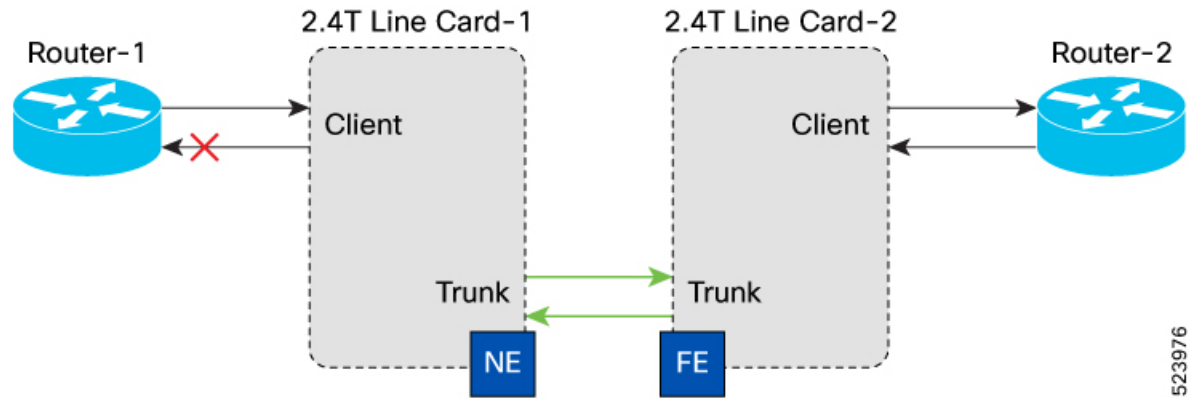 2.4T Line Card-1
2.4T Line Card-2
Router-1
Router-2
Client
Client
Trunk
Trunk
NE
FE
523976